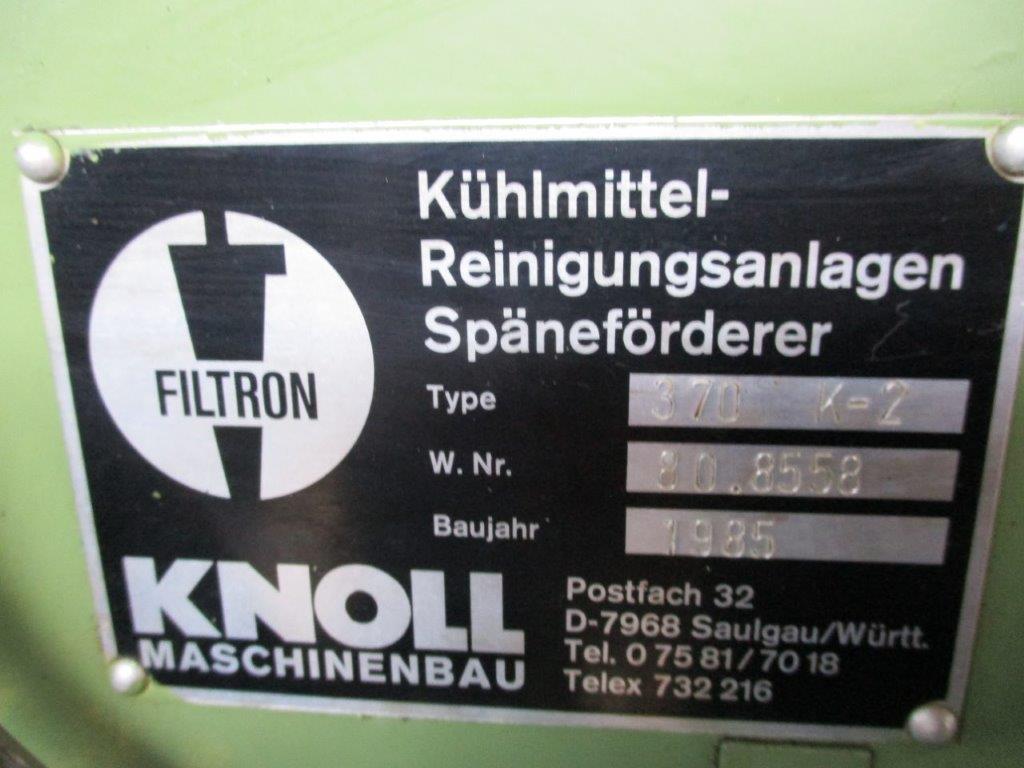 Kühlmittel-
Reinigungsanlagen
Späneförderer
FILTRON
Type 370 K-2
W. Nr. 80.8558
Baujahr 1985
KNOLL
MASCHINENBAU
Postfach 32
D-7968 Saulgau/Württ.
Tel. 0 75 81/70 18
Telex 732 216